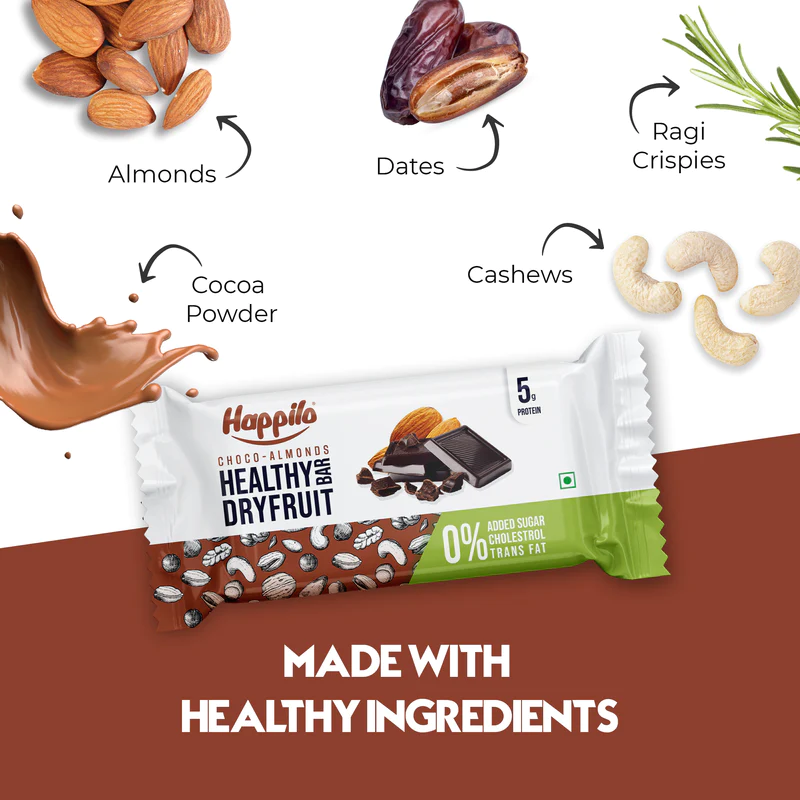 Almonds
Dates
Ragi
Crispies
Cocoa
Powder
Cashews
Happilo
CHOCO-ALMONDS
HEALTHY
DRYFRUIT
BAR
5g
PROTEIN
0%
ADDED SUGAR
CHOLESTROL
TRANS FAT
MADE WITH
HEALTHY INGREDIENTS